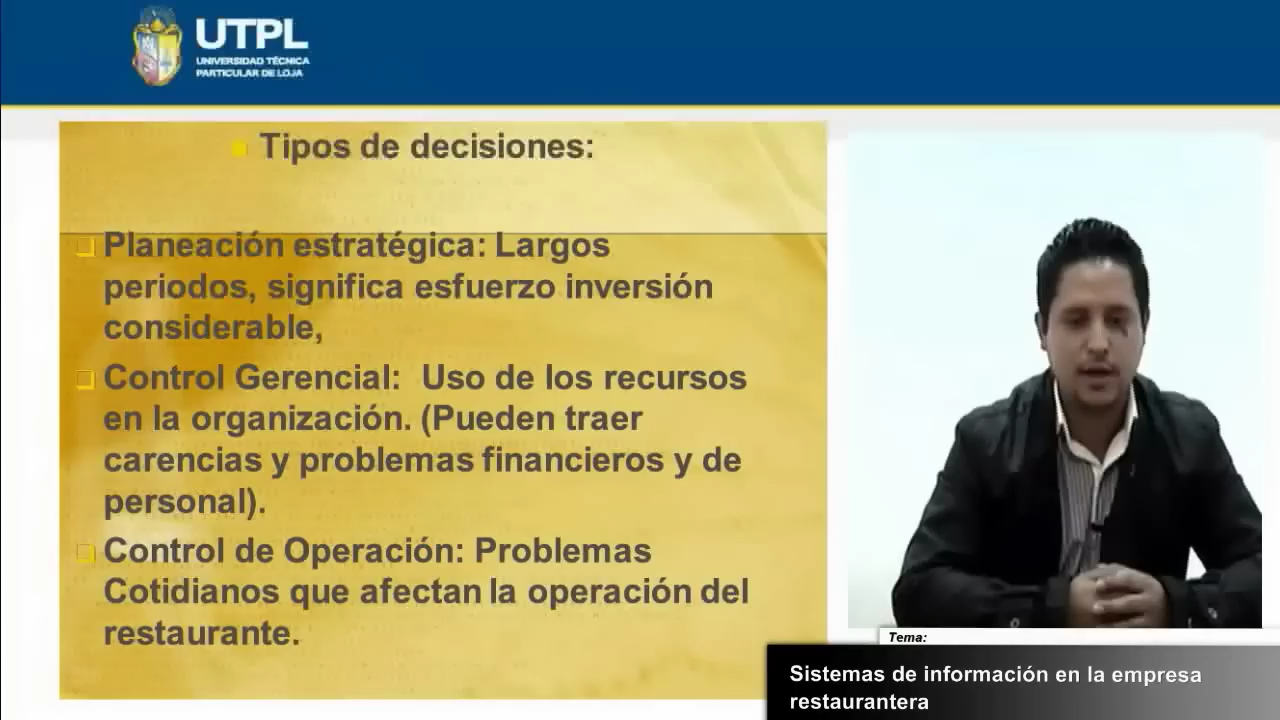 UTPL
UNIVERSIDAD TÉCNICA
PARTICULAR DE LOJA
Tipos de decisiones:
Planeación estratégica: Largos
periodos, significa esfuerzo inversión
considerable,
Control Gerencial:  Uso de los recursos
en la organización. (Pueden traer
carencias y problemas financieros y de
personal).
Control de Operación: Problemas
Cotidianos que afectan la operación del
restaurante.
Tema:
Sistemas de información en la empresa
restaurantera